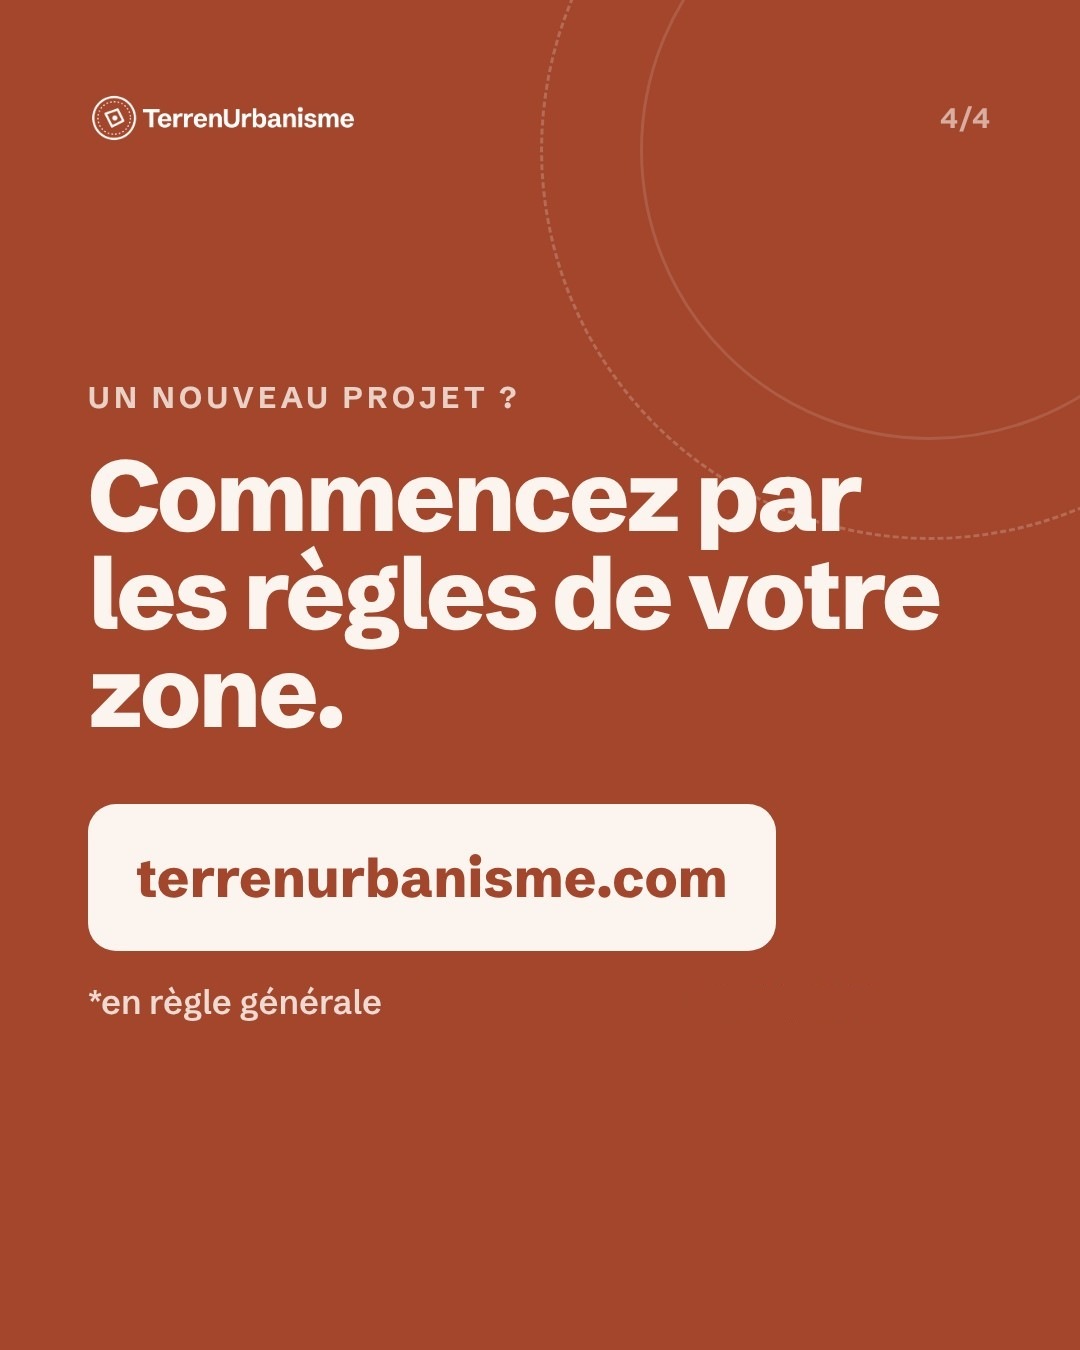 TerrenUrbanisme
4/4
UN NOUVEAU PROJET ?
Commencez par
les règles de votre
zone.
terrenurbanisme.com
*en règle générale